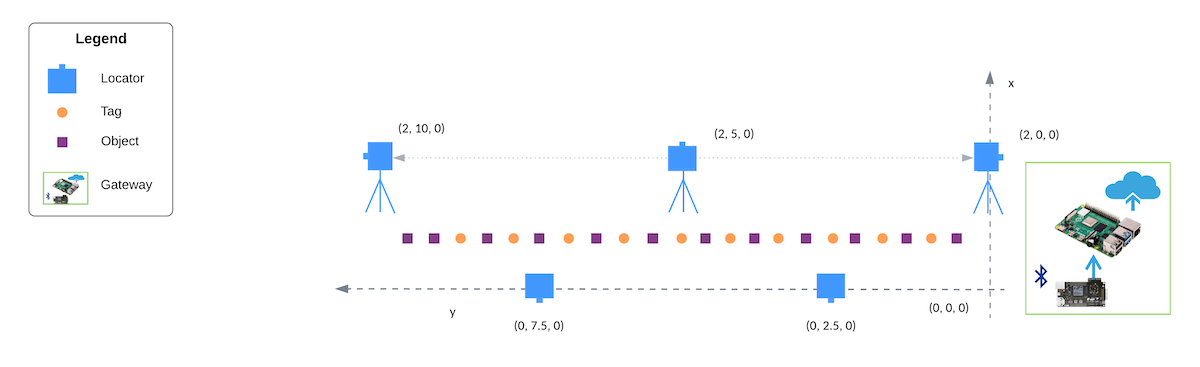 Legend
Locator
Tag
Object
Gateway
x
(2, 10, 0)
(2, 5, 0)
(2, 0, 0)
y
(0, 0, 0)
(0, 7.5, 0)
(0, 2.5, 0)